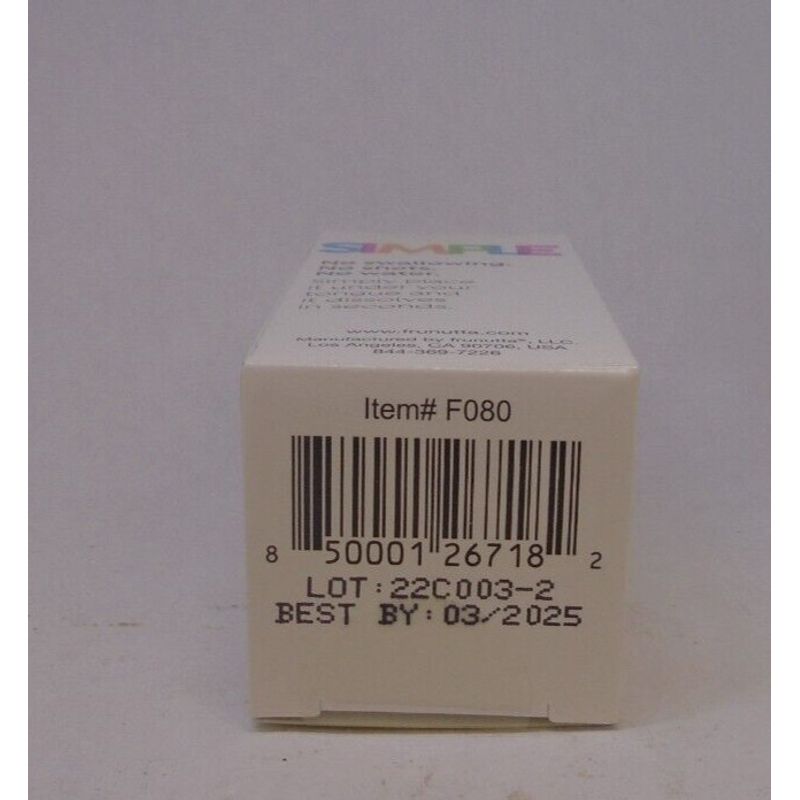 SIMPLE
No swallowing.
No shots.
No water.
Simply place
it under your
tongue and
it dissolves
in seconds.
www.frunutta.com
Manufactured by frunutta™, LLC.
Los Angeles, CA 90706, USA
844-369-7226
Item# F080
8 50001 26718 2
LOT:22C003-2
BEST BY:03/2025